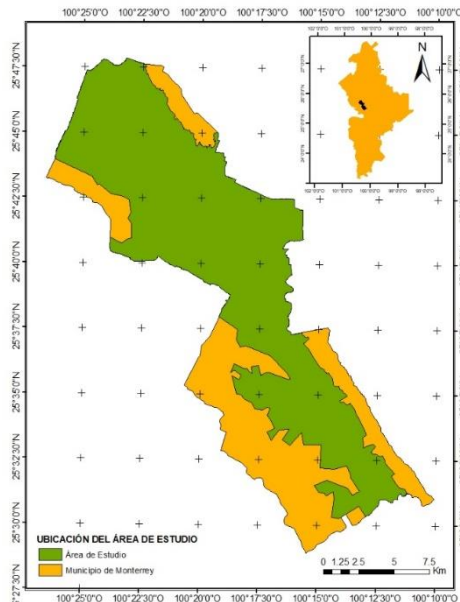 100°25'0"O 100°22'30"O 100°20'0"O 100°17'30"O 100°15'0"O 100°12'30"O 100°10'0"O
N
25°47'30"N
25°45'0"N
25°42'30"N
25°40'0"N
25°37'30"N
25°35'0"N
25°32'30"N
25°30'0"N
25°27'30"N
UBICACIÓN DEL ÁREA DE ESTUDIO
Área de Estudio
Municipio de Monterrey
0 1.25 2.5 5 7.5
Km
100°25'0"O 100°22'30"O 100°20'0"O 100°17'30"O 100°15'0"O 100°12'30"O 100°10'0"O